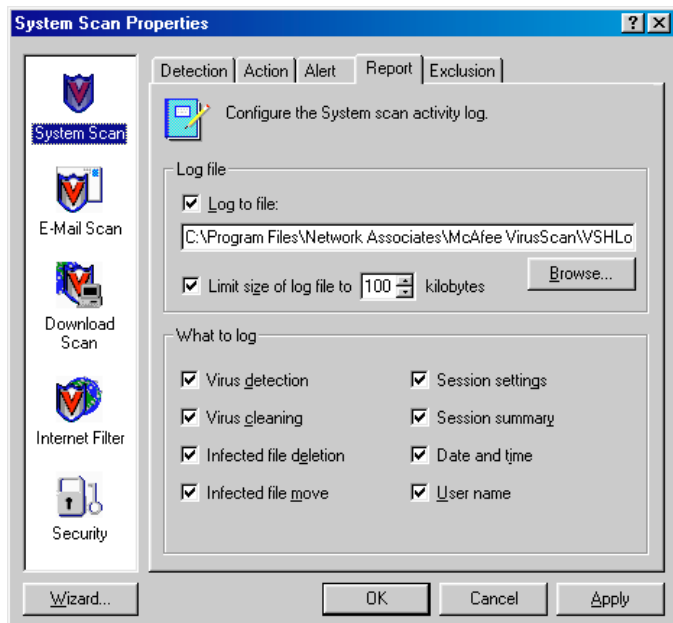 System Scan Properties
System Scan
E-Mail Scan
Download
Scan
Internet Filter
Security
Detection Action Alert Report Exclusion
Configure the System scan activity log.
Log file
Log to file:
C:\Program Files\Network Associates\McAfee VirusScan\VSHLo
Limit size of log file to 100 kilobytes
Browse...
What to log
Virus detection
Session settings
Virus cleaning
Session summary
Infected file deletion
Date and time
Infected file move
User name
Wizard...
OK
Cancel
Apply